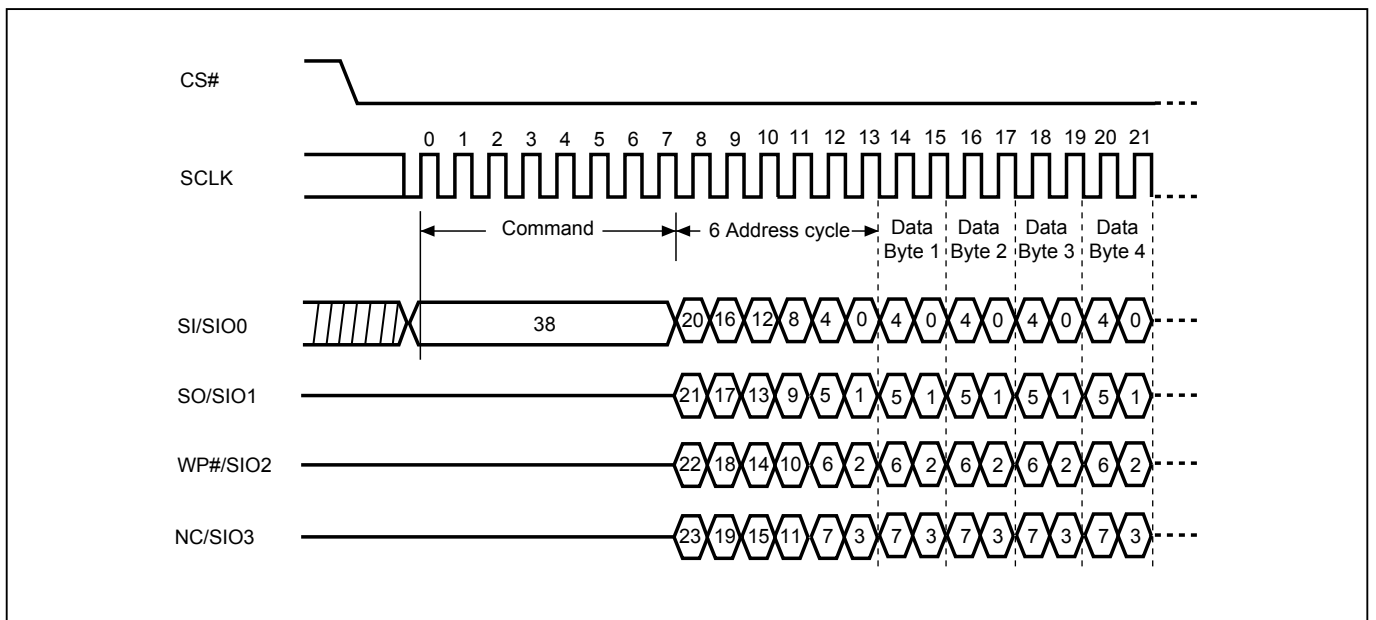 CS#
0 1 2 3 4 5 6 7 8 9 10 11 12 13 14 15 16 17 18 19 20 21
SCLK
Command 6 Address cycle Data Byte 1 Data Byte 2 Data Byte 3 Data Byte 4
SI/SIO0 38 20 16 12 8 4 0 4 0 4 0 4 0 4 0
SO/SIO1 21 17 13 9 5 1 5 1 5 1 5 1 5 1
WP#/SIO2 22 18 14 10 6 2 6 2 6 2 6 2 6 2
NC/SIO3 23 19 15 11 7 3 7 3 7 3 7 3 7 3